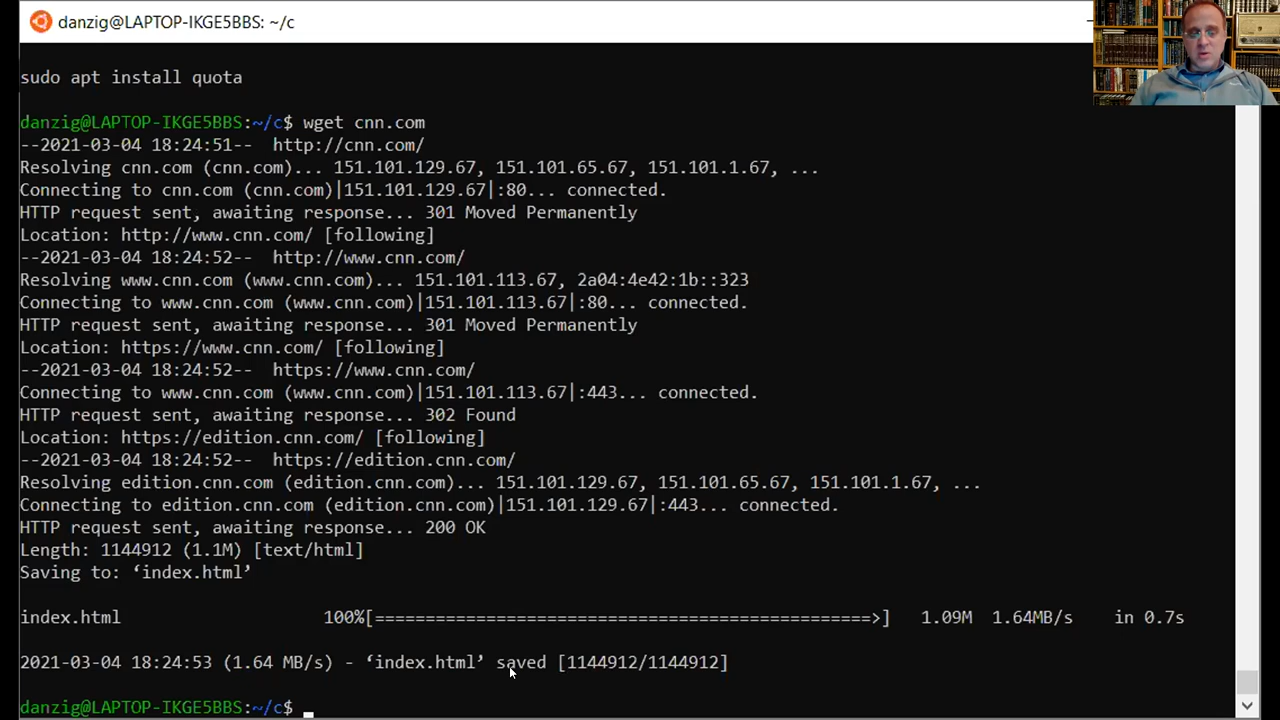 danzig@LAPTOP-IKGE5BBS: ~/c
sudo apt install quota
danzig@LAPTOP-IKGE5BBS:~/c$ wget cnn.com
--2021-03-04 18:24:51--  http://cnn.com/
Resolving cnn.com (cnn.com)... 151.101.129.67, 151.101.65.67, 151.101.1.67, ...
Connecting to cnn.com (cnn.com)|151.101.129.67|:80... connected.
HTTP request sent, awaiting response... 301 Moved Permanently
Location: http://www.cnn.com/ [following]
--2021-03-04 18:24:52--  http://www.cnn.com/
Resolving www.cnn.com (www.cnn.com)... 151.101.113.67, 2a04:4e42:1b::323
Connecting to www.cnn.com (www.cnn.com)|151.101.113.67|:80... connected.
HTTP request sent, awaiting response... 301 Moved Permanently
Location: https://www.cnn.com/ [following]
--2021-03-04 18:24:52--  https://www.cnn.com/
Connecting to www.cnn.com (www.cnn.com)|151.101.113.67|:443... connected.
HTTP request sent, awaiting response... 302 Found
Location: https://edition.cnn.com/ [following]
--2021-03-04 18:24:52--  https://edition.cnn.com/
Resolving edition.cnn.com (edition.cnn.com)... 151.101.129.67, 151.101.65.67, 151.101.1.67, ...
Connecting to edition.cnn.com (edition.cnn.com)|151.101.129.67|:443... connected.
HTTP request sent, awaiting response... 200 OK
Length: 1144912 (1.1M) [text/html]
Saving to: ‘index.html’
index.html                    100%[=================================================>]   1.09M  1.64MB/s    in 0.7s
2021-03-04 18:24:53 (1.64 MB/s) - ‘index.html’ saved [1144912/1144912]
danzig@LAPTOP-IKGE5BBS:~/c$